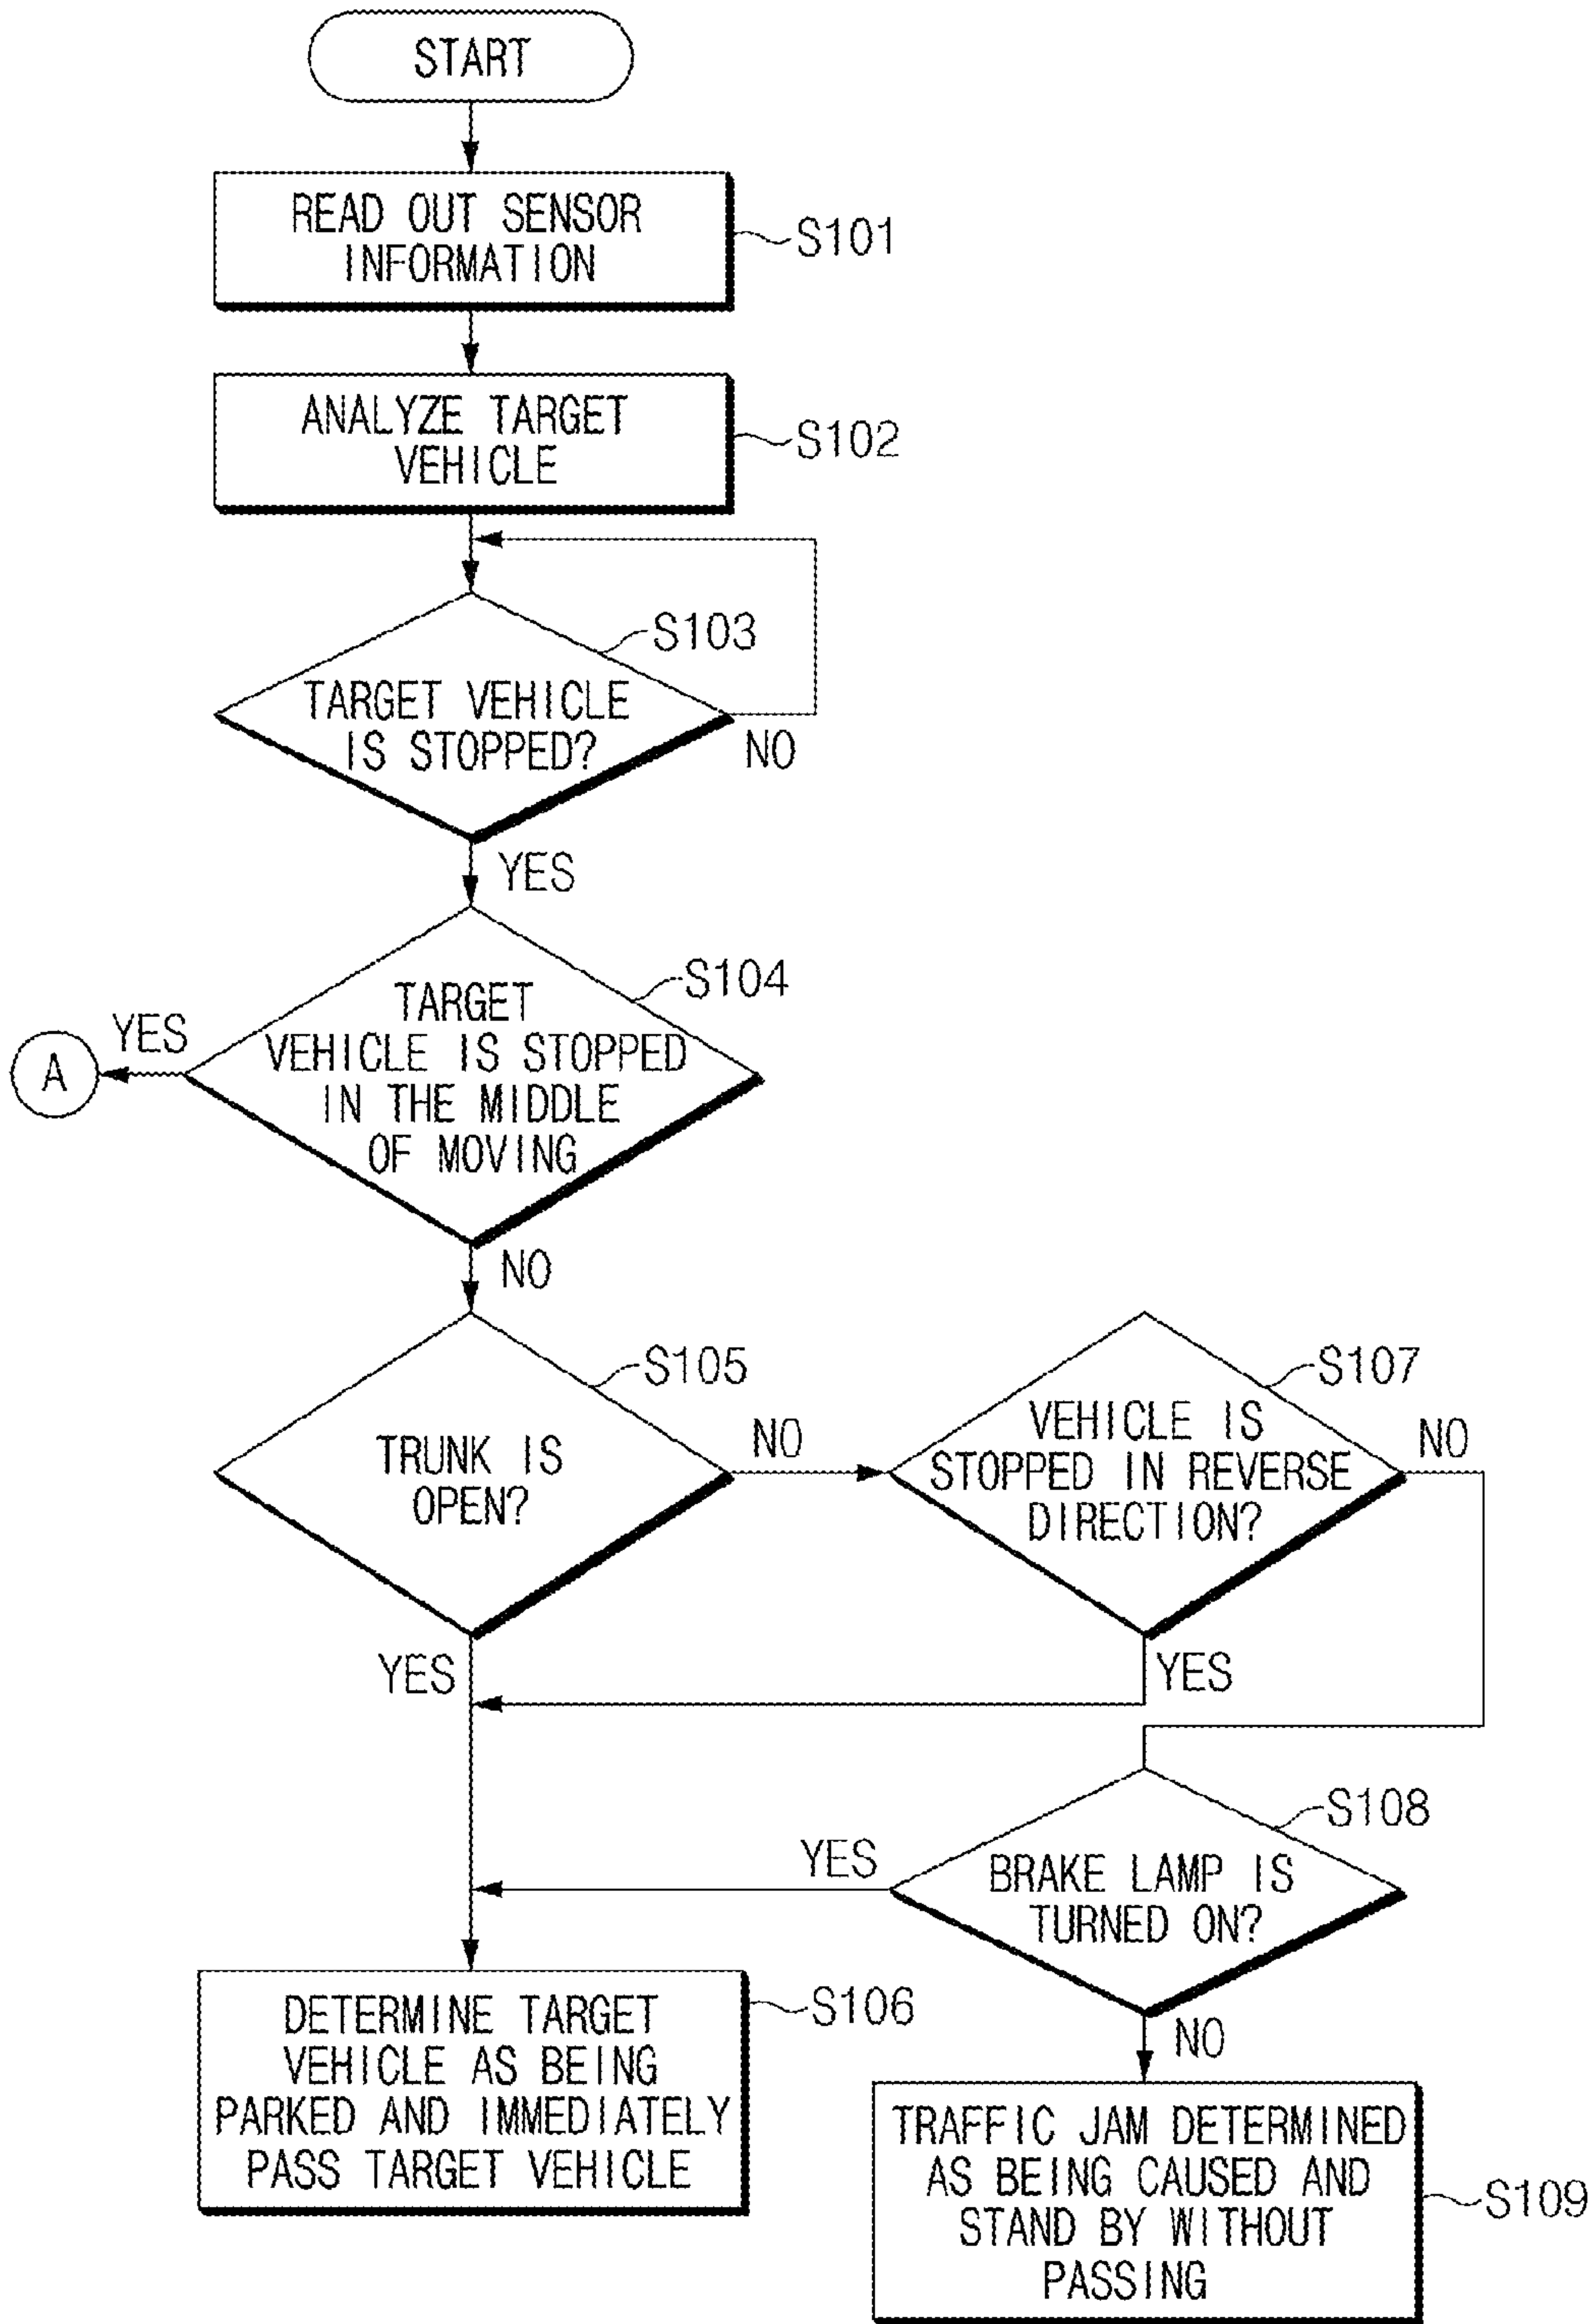 START
READ OUT SENSOR
INFORMATION
S101
ANALYZE TARGET
VEHICLE
S102
S103
TARGET VEHICLE
IS STOPPED?
NO
YES
S104
TARGET
VEHICLE IS STOPPED
IN THE MIDDLE
OF MOVING
YES
A
NO
S105
TRUNK IS
OPEN?
NO
YES
S107
VEHICLE IS
STOPPED IN REVERSE
DIRECTION?
NO
YES
S108
BRAKE LAMP IS
TURNED ON?
YES
NO
DETERMINE TARGET
VEHICLE AS BEING
PARKED AND IMMEDIATELY
PASS TARGET VEHICLE
S106
TRAFFIC JAM DETERMINED
AS BEING CAUSED AND
STAND BY WITHOUT
PASSING
S109